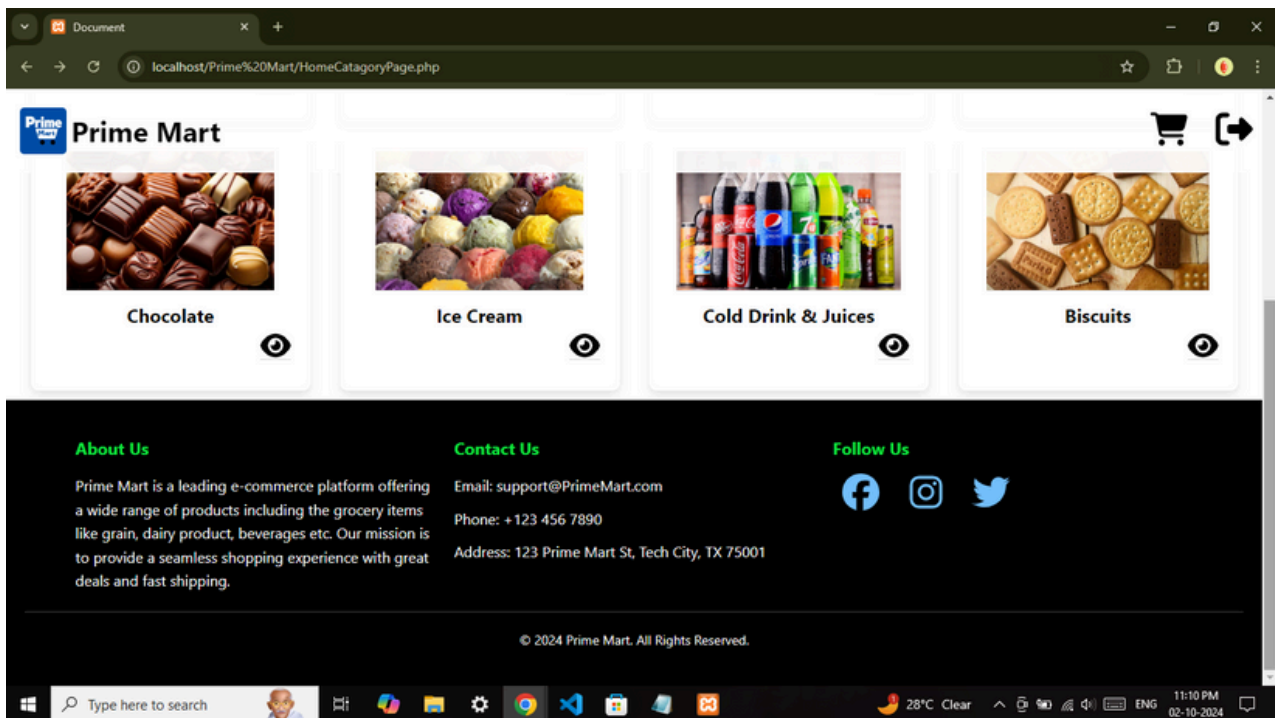 Document
localhost/Prime%20Mart/HomeCatagoryPage.php
Prime Mart
Prime Mart
Chocolate
Ice Cream
Cold Drink & Juices
Biscuits
About Us
Prime Mart is a leading e-commerce platform offering
a wide range of products including the grocery items
like grain, dairy product, beverages etc. Our mission is
to provide a seamless shopping experience with great
deals and fast shipping.
Contact Us
Email: support@PrimeMart.com
Phone: +123 456 7890
Address: 123 Prime Mart St, Tech City, TX 75001
Follow Us
© 2024 Prime Mart. All Rights Reserved.
Type here to search
28°C Clear
ENG
11:10 PM
02-10-2024